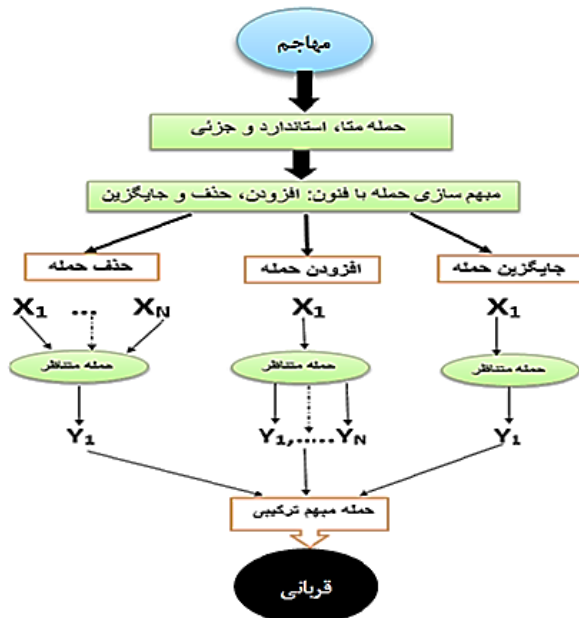 مهاجم
حمله متا، استاندارد و جزئی
مبهم سازی حمله با فنون: افزودن، حذف و جایگزین
جایگزین حمله
افزودن حمله
حذف حمله
X1 ... XN
X1
X1
حمله متناظر
حمله متناظر
حمله متناظر
Y1
Y1,.....YN
Y1
حمله مبهم ترکیبی
قربانی